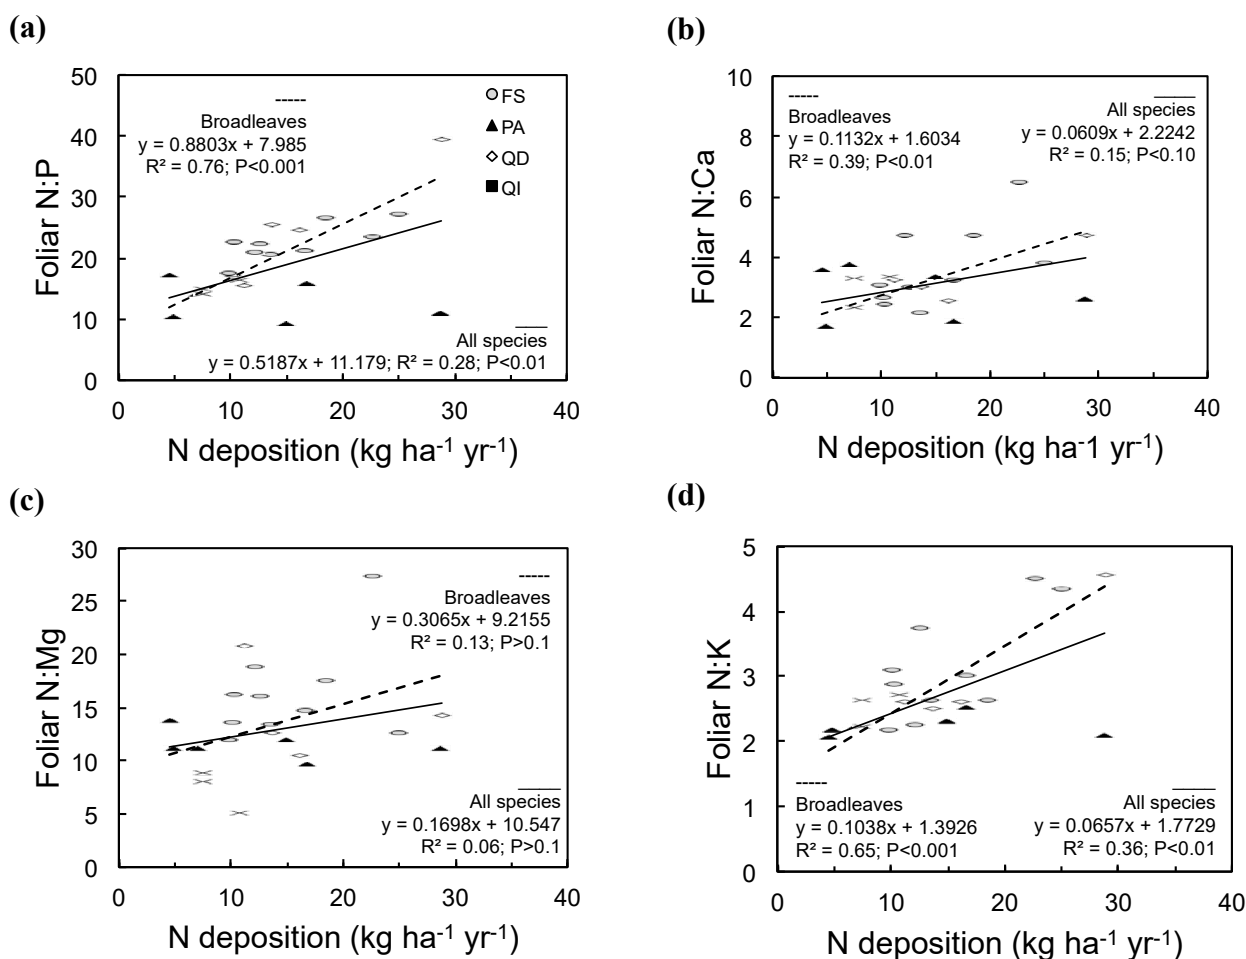 (a)
50
40
30
20
10
0
0
10
20
30
40
Foliar N:P
N deposition (kg ha-1 yr-1)
-----
Broadleaves
y = 0.8803x + 7.985
R² = 0.76; P<0.001
FS
PA
QD
QI
All species
y = 0.5187x + 11.179; R² = 0.28; P<0.01
(b)
10
8
6
4
2
0
0
10
20
30
40
Foliar N:Ca
N deposition (kg ha-1 yr-1)
-----
Broadleaves
y = 0.1132x + 1.6034
R² = 0.39; P<0.01
All species
y = 0.0609x + 2.2242
R² = 0.15; P<0.10
(c)
30
25
20
15
10
5
0
0
10
20
30
40
Foliar N:Mg
N deposition (kg ha-1 yr-1)
-----
Broadleaves
y = 0.3065x + 9.2155
R² = 0.13; P>0.1
All species
y = 0.1698x + 10.547
R² = 0.06; P>0.1
(d)
5
4
3
2
1
0
0
10
20
30
40
Foliar N:K
N deposition (kg ha-1 yr-1)
-----
Broadleaves
y = 0.1038x + 1.3926
R² = 0.65; P<0.001
All species
y = 0.0657x + 1.7729
R² = 0.36; P<0.01